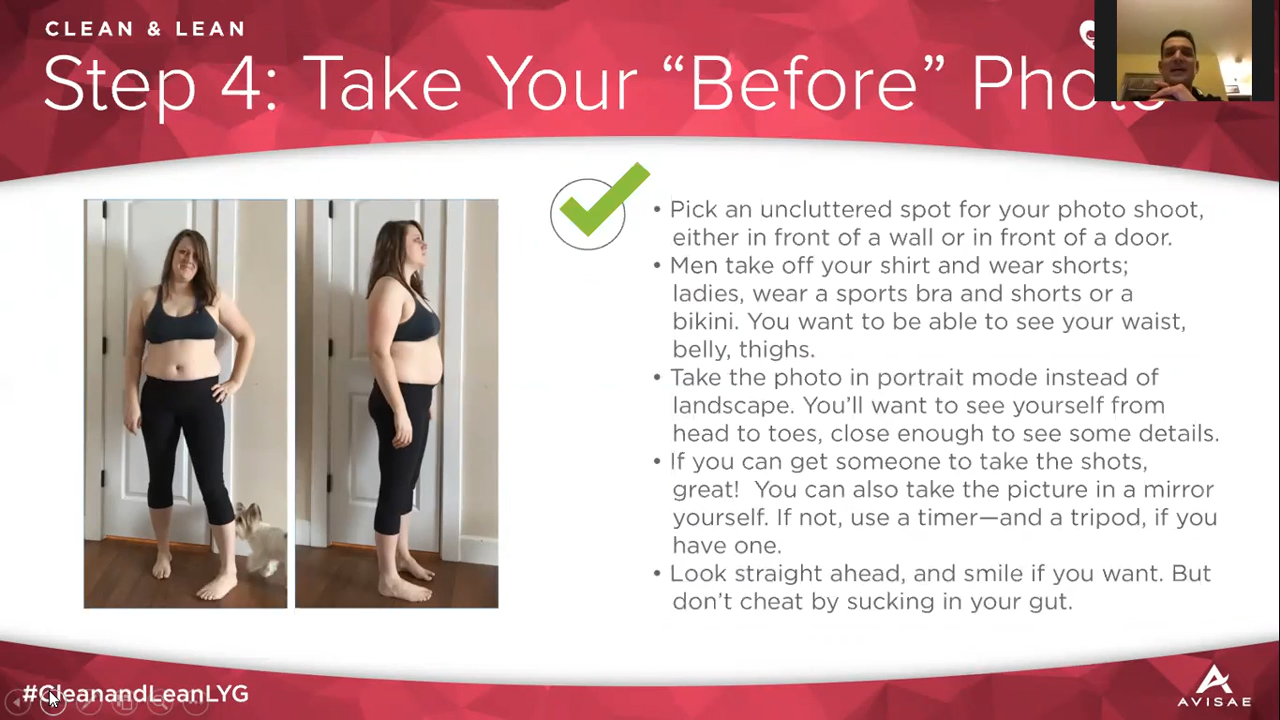 CLEAN & LEAN
Step 4: Take Your “Before” Photo
• Pick an uncluttered spot for your photo shoot,
either in front of a wall or in front of a door.
• Men take off your shirt and wear shorts;
ladies, wear a sports bra and shorts or a
bikini. You want to be able to see your waist,
belly, thighs.
• Take the photo in portrait mode instead of
landscape. You’ll want to see yourself from
head to toes, close enough to see some details.
• If you can get someone to take the shots,
great!  You can also take the picture in a mirror
yourself. If not, use a timer—and a tripod, if you
have one.
• Look straight ahead, and smile if you want. But
don’t cheat by sucking in your gut.
#CleanandLeanLYG
AVISAE